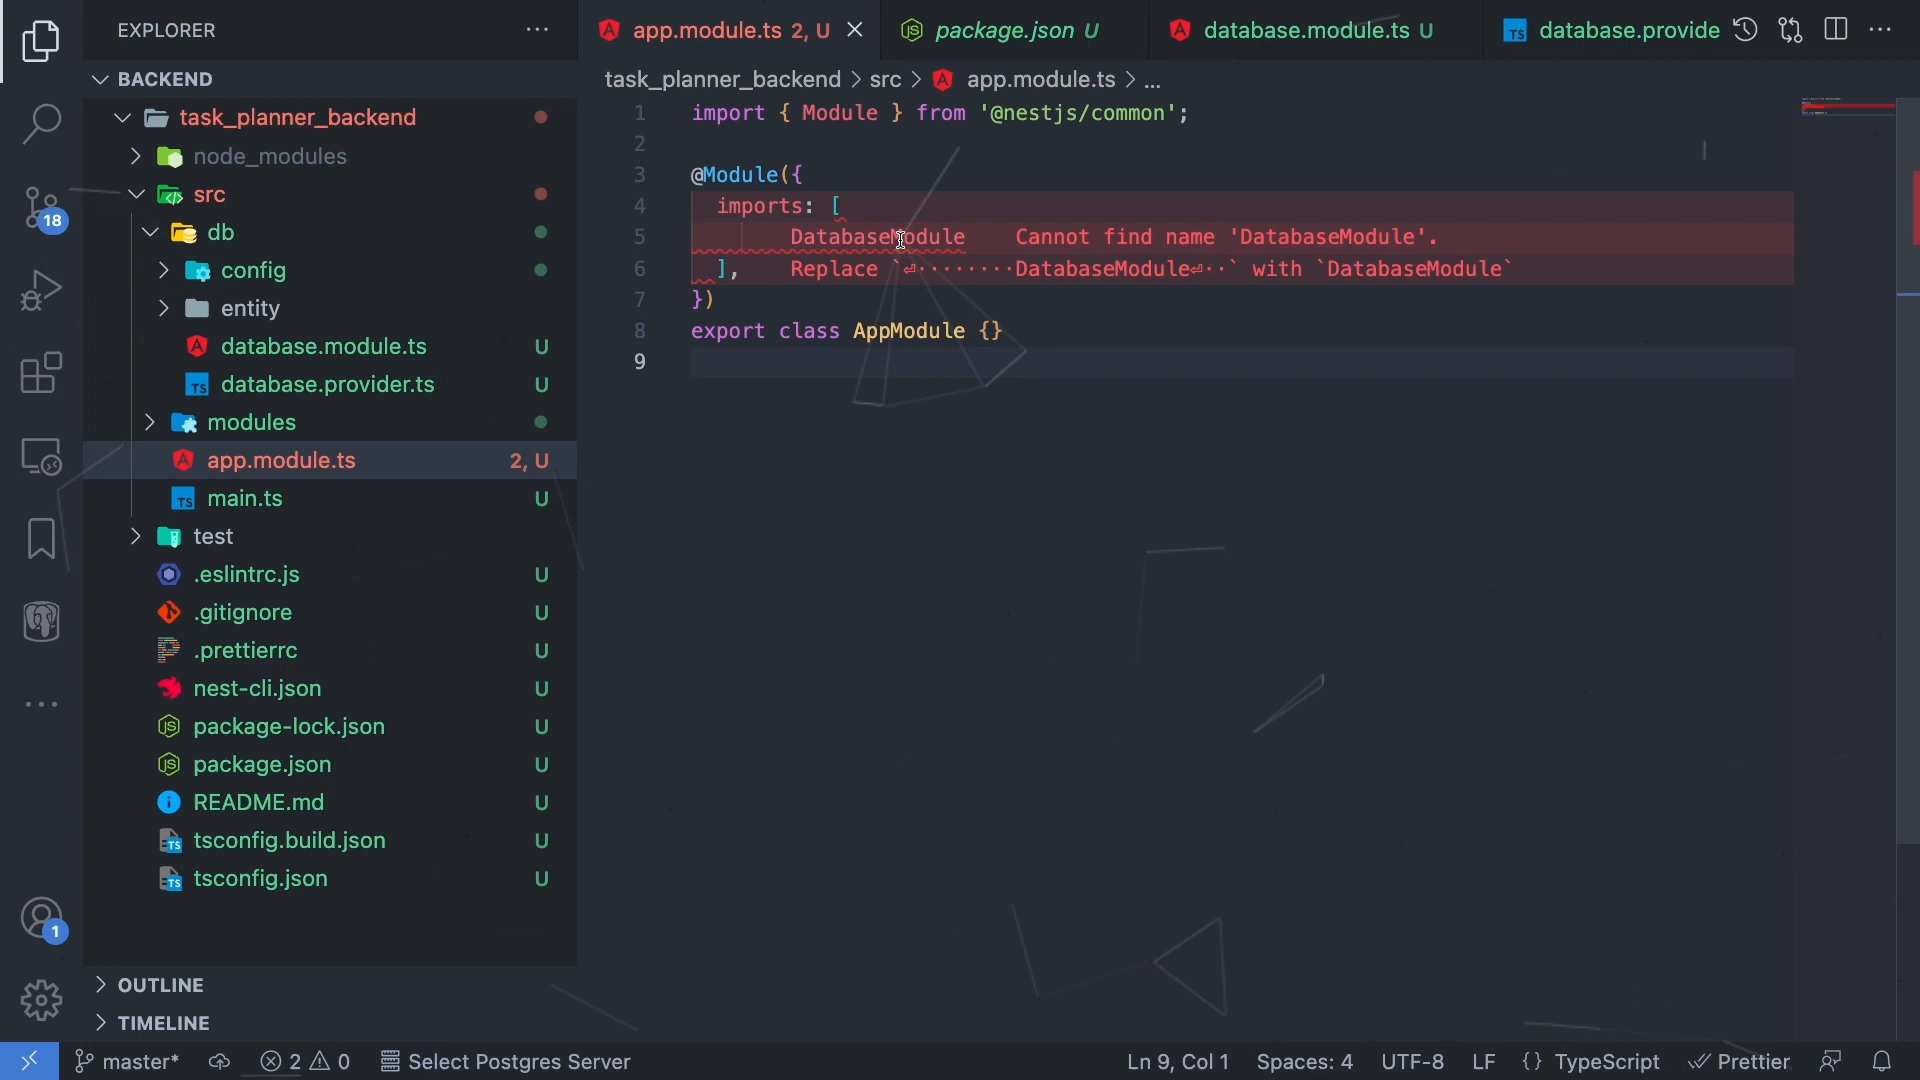 EXPLORER
BACKEND
task_planner_backend
node_modules
src
db
config
entity
database.module.ts U
database.provider.ts U
modules
app.module.ts 2, U
main.ts U
test
.eslintrc.js U
.gitignore U
.prettierrc U
nest-cli.json U
package-lock.json U
package.json U
README.md U
tsconfig.build.json U
tsconfig.json U
OUTLINE
TIMELINE
18
1
app.module.ts 2, U
package.json U
database.module.ts U
TS database.provide
task_planner_backend > src > app.module.ts > ...
1 import { Module } from '@nestjs/common';
2
3 @Module({
4 imports: [
5 DatabaseModule Cannot find name 'DatabaseModule'.
6 ], Replace `⏎········DatabaseModule⏎··` with `DatabaseModule`
7 })
8 export class AppModule {}
9
master* 2 0 Select Postgres Server Ln 9, Col 1 Spaces: 4 UTF-8 LF {} TypeScript Prettier